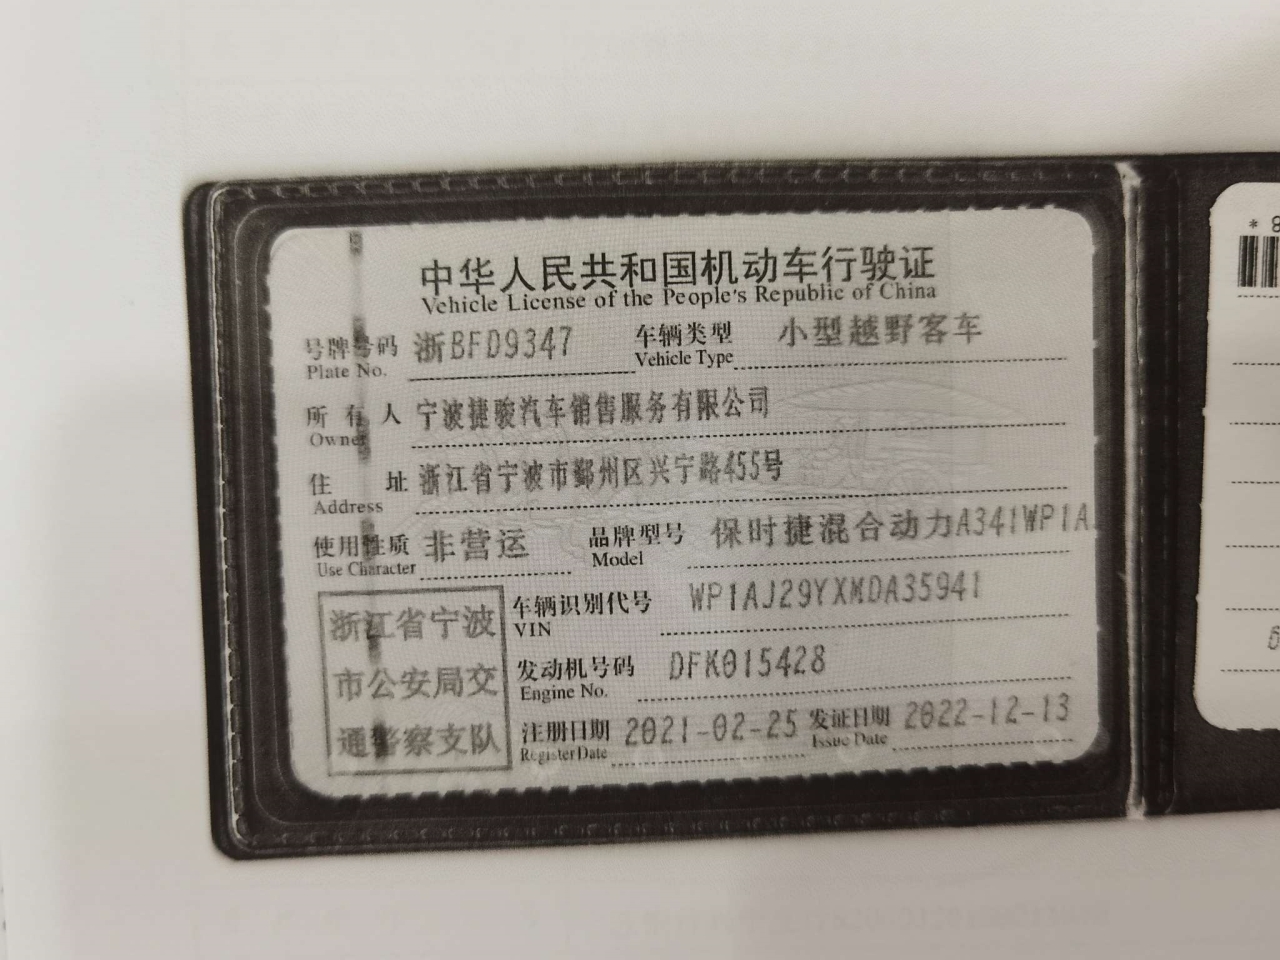 中华人民共和国机动车行驶证
Vehicle License of the People's Republic of China
号牌号码 浙BFD9347 车辆类型 小型越野客车
Plate No. Vehicle Type
所有人 宁波捷骏汽车销售服务有限公司
Owner
住址 浙江省宁波市鄞州区兴宁路455号
Address
使用性质 非营运 品牌型号 保时捷混合动力A341WP1A
Use Character Model
浙江省宁波
市公安局交
通警察支队
车辆识别代号 WP1AJ29YXMDA35941
VIN
发动机号码 DFK015428
Engine No.
注册日期 2021-02-25 发证日期 2022-12-13
Register Date Issue Date
* 8
6